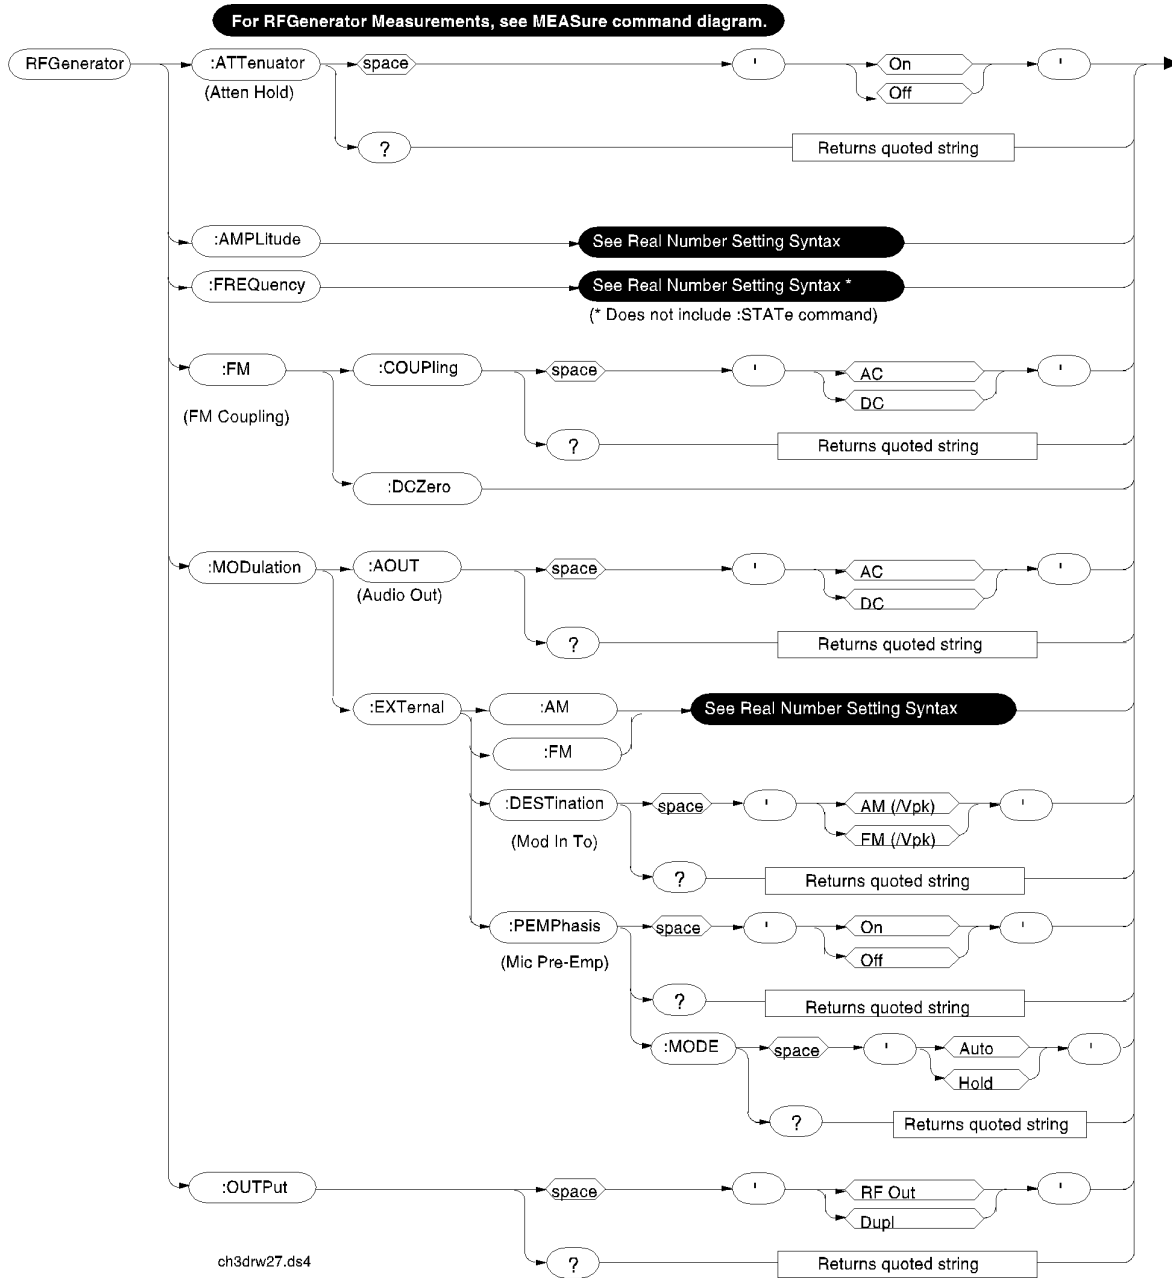 For RFGenerator Measurements, see MEASure command diagram.
RFGenerator :ATTenuator space ' On '
(Atten Hold) Off
? Returns quoted string
:AMPLitude See Real Number Setting Syntax
:FREQuency See Real Number Setting Syntax *
(* Does not include :STATe command)
:FM :COUPling space ' AC '
DC
(FM Coupling)
? Returns quoted string
:DCZero
:MODulation :AOUT space ' AC '
(Audio Out) DC
? Returns quoted string
:EXTernal :AM See Real Number Setting Syntax
:FM
:DESTination space ' AM (/Vpk) '
(Mod In To) FM (/Vpk)
? Returns quoted string
:PEMPhasis space ' On '
(Mic Pre-Emp) Off
? Returns quoted string
:MODE space ' Auto '
Hold
? Returns quoted string
:OUTPut space ' RF Out '
Dupl
ch3drw27.ds4 ? Returns quoted string